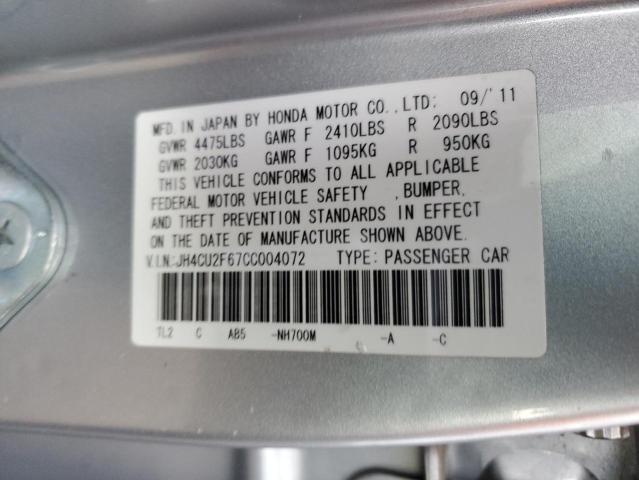 MFD. IN JAPAN BY HONDA MOTOR CO., LTD: 09/'11
GVWR 4475LBS GAWR F 2410LBS R 2090LBS
GVWR 2030KG GAWR F 1095KG R 950KG
THIS VEHICLE CONFORMS TO ALL APPLICABLE
FEDERAL MOTOR VEHICLE SAFETY ,BUMPER,
AND THEFT PREVENTION STANDARDS IN EFFECT
ON THE DATE OF MANUFACTURE SHOWN ABOVE.
V.I.N:JH4CU2F67CC004072 TYPE: PASSENGER CAR
TL2 C AB5 -NH700M -A -C